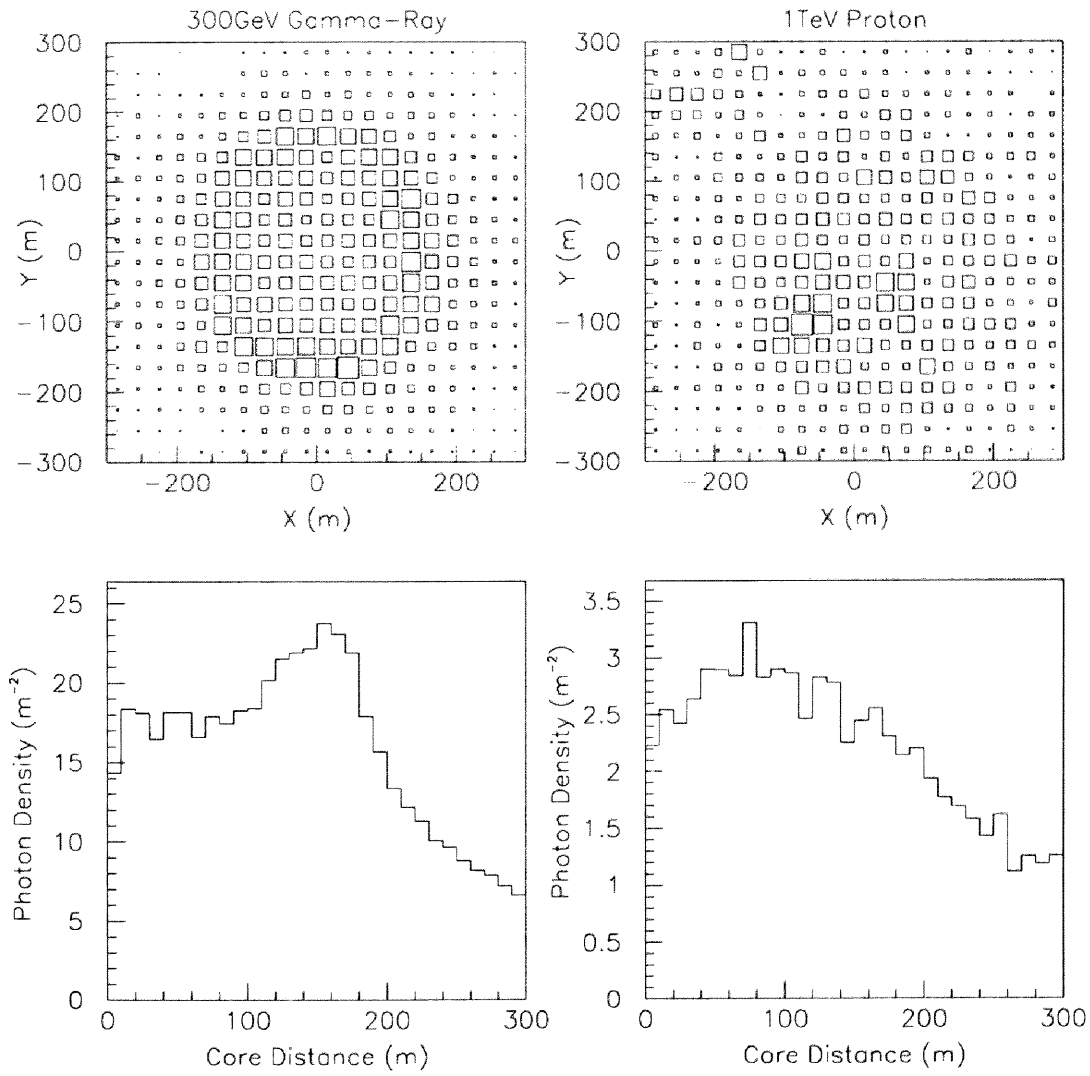 300GeV Gamma-Ray
300
200
100
0
-100
-200
-300
Y (m)
-200 0 200
X (m)
1TeV Proton
300
200
100
0
-100
-200
-300
Y (m)
-200 0 200
X (m)
25
20
15
10
5
0
Photon Density (m⁻²)
0 100 200 300
Core Distance (m)
3.5
3
2.5
2
1.5
1
0.5
0
Photon Density (m⁻²)
0 100 200 300
Core Distance (m)